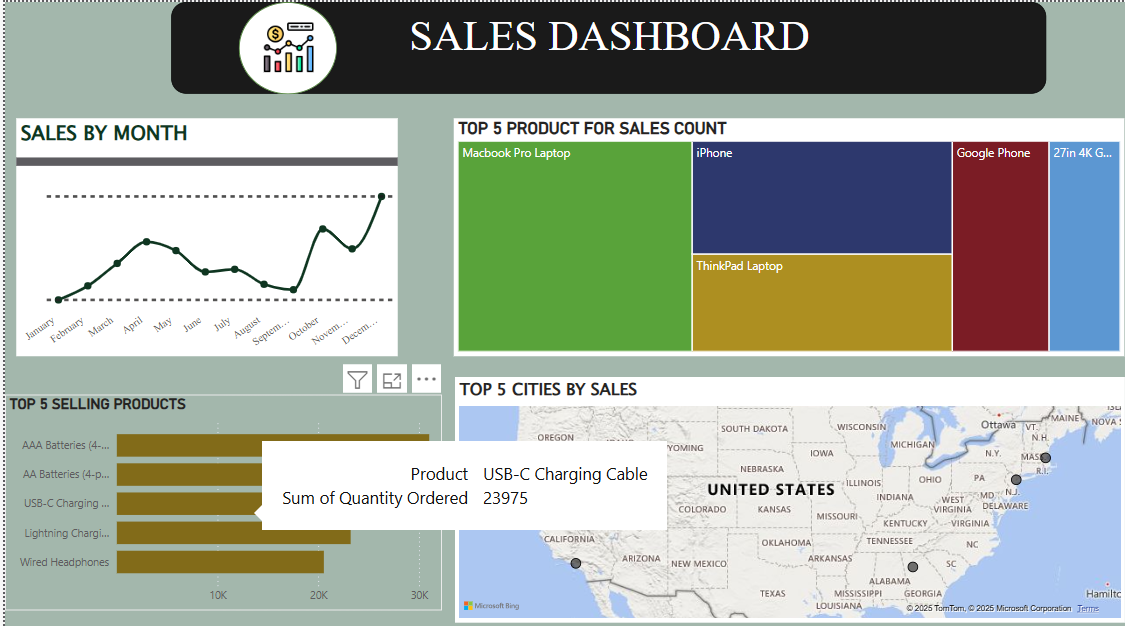 SALES DASHBOARD
SALES BY MONTH
January
February
March
April
May
June
July
August
Septem...
October
Novem...
Decem...
TOP 5 PRODUCT FOR SALES COUNT
Macbook Pro Laptop
iPhone
ThinkPad Laptop
Google Phone
27in 4K G...
TOP 5 SELLING PRODUCTS
AAA Batteries (4-...
AA Batteries (4-p...
USB-C Charging ...
Lightning Chargi...
Wired Headphones
10K 20K 30K
Product USB-C Charging Cable
Sum of Quantity Ordered 23975
TOP 5 CITIES BY SALES
Ottawa
MAINE
NOVA S
VT.
N.H.
OREGON
SOUTH DAKOTA
WISCONSIN
MICHIGAN
N.Y.
MASS
R.I.
YOMING
IOWA
NEBRASKA
ILLINOIS
OHIO
PA
N.J.
UNITED STATES
INDIANA
MD
DELAWARE
COLORADO
KANSAS
MISSOURI
WEST
VIRGINIA
KENTUCKY
VIRGINIA
CALIFORNIA
OKLAHOMA
TENNESSEE
NC
ARIZONA
NEW MEXICO
ARKANSAS
SC
ALABAMA
TEXAS
MISSISSIPPI
GEORGIA
LOUISIANA
Hamilto
Microsoft Bing
© 2025 TomTom, © 2025 Microsoft Corporation Terms